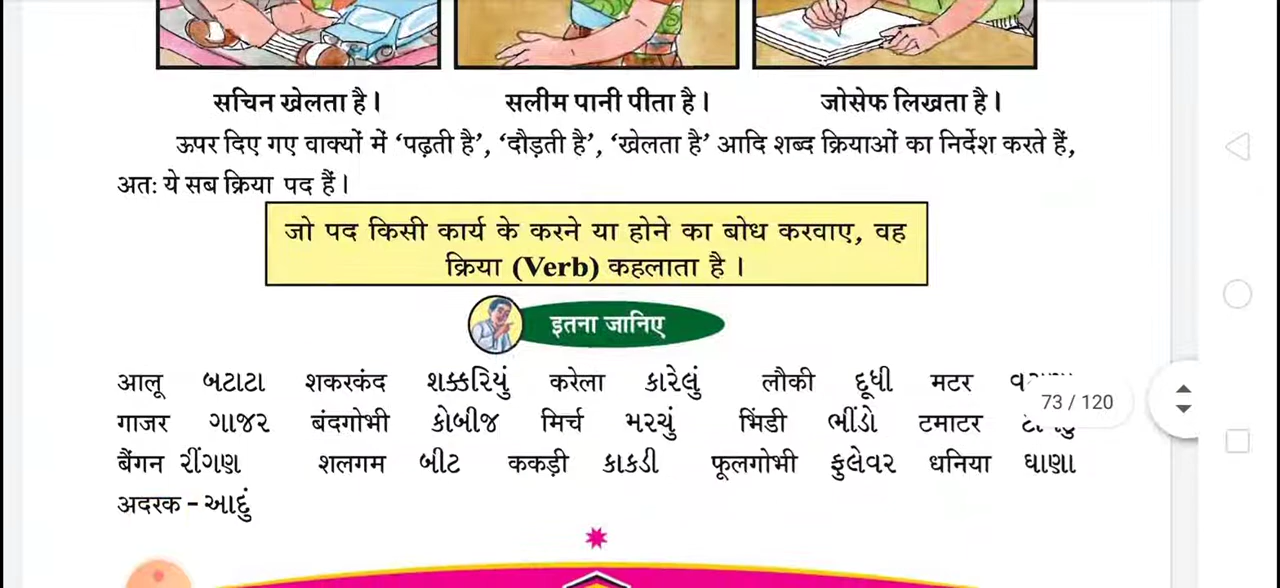 सचिन खेलता है। सलीम पानी पीता है। जोसेफ लिखता है।
ऊपर दिए गए वाक्यों में ‘पढ़ती है’, ‘दौड़ती है’, ‘खेलता है’ आदि शब्द क्रियाओं का निर्देश करते हैं,
अतः ये सब क्रिया पद हैं।
जो पद किसी कार्य के करने या होने का बोध करवाए, वह
क्रिया (Verb) कहलाता है ।
इतना जानिए
आलू બટાટા शकरकंद શક્કરિયું करेला કારેલું लौकी દૂધી मटर
73 / 120
गाजर ગાજર बंदगोभी કોબીજ मिर्च મરચું भिंडी ભીંડો टमाटर
बैंगन રીંગણ शलगम બીટ ककड़ी કાકડી फूलगोभी ફુલેવર धनिया ધાણા
अदरक – આદું